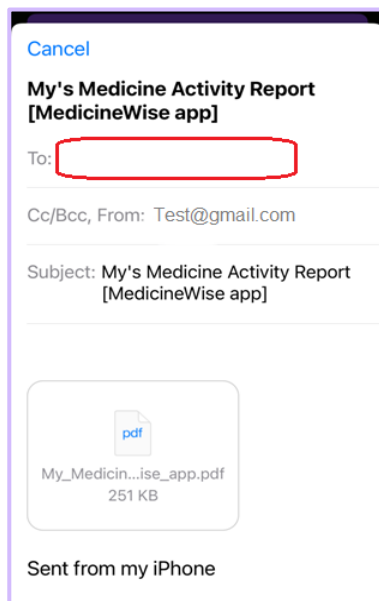 Cancel
My's Medicine Activity Report
[MedicineWise app]
To:
Cc/Bcc, From: Test@gmail.com
Subject: My's Medicine Activity Report
[MedicineWise app]
pdf
My_Medicin...ise_app.pdf
251 KB
Sent from my iPhone